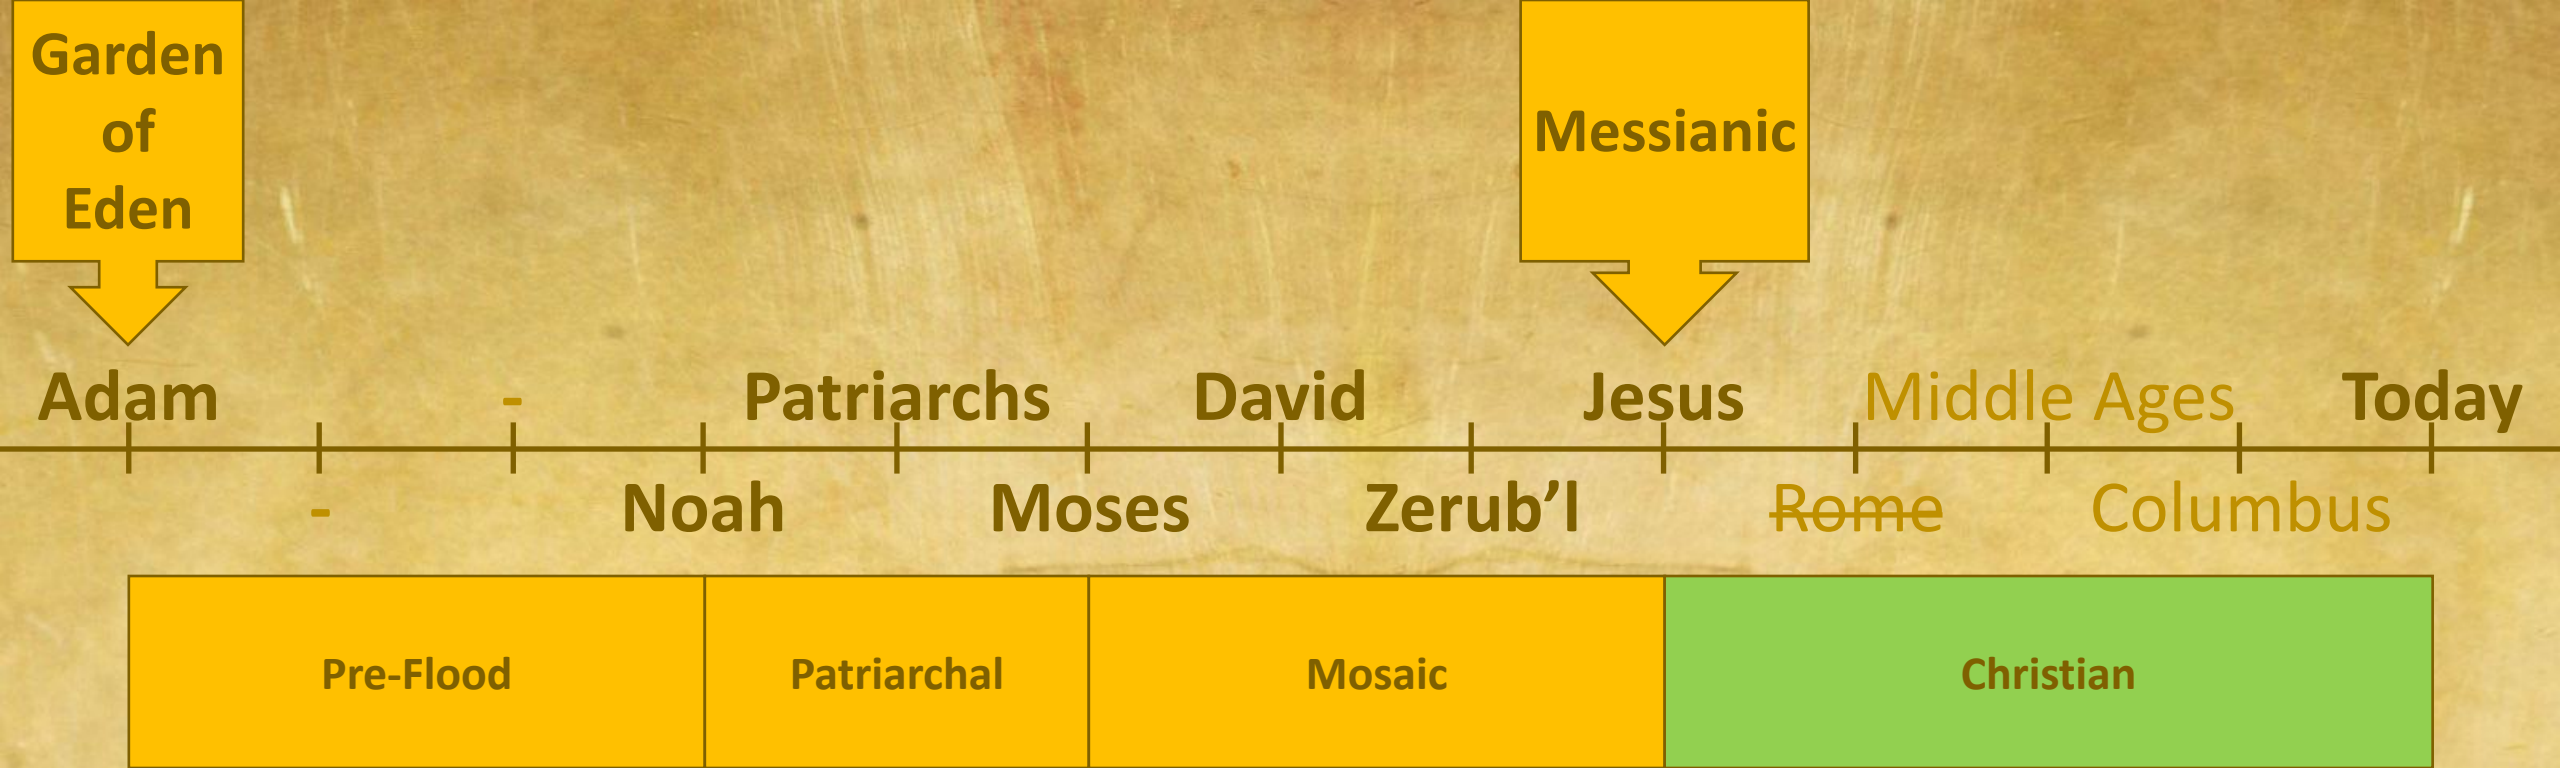 Garden
of
Eden
Messianic
Adam
-
Patriarchs
David
Jesus
Middle Ages
Today
-
Noah
Moses
Zerub’l
Rome
Columbus
Pre-Flood
Patriarchal
Mosaic
Christian